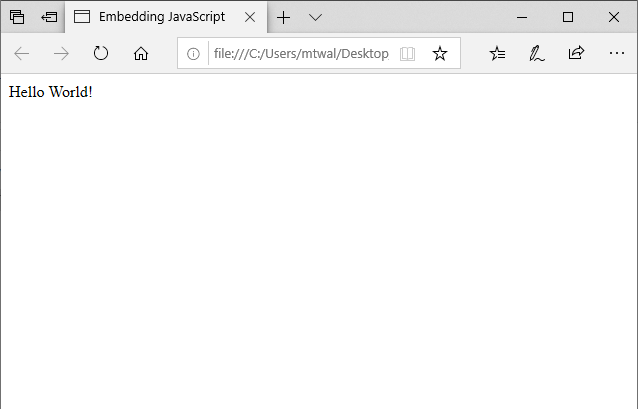 Embedding JavaScript
file:///C:/Users/mtwal/Desktop
Hello World!